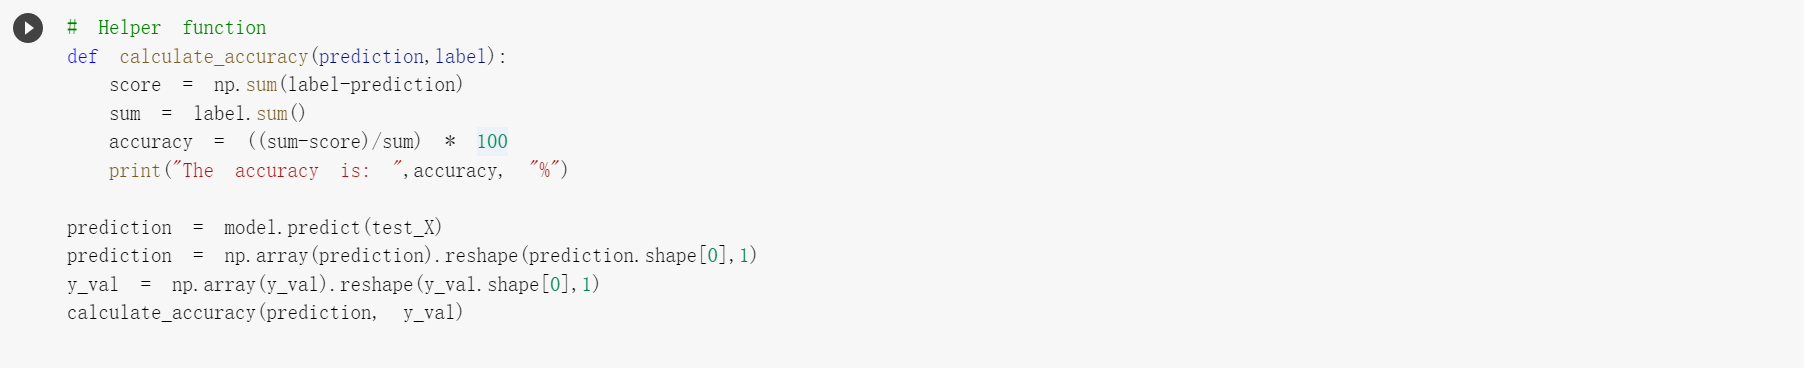 # Helper function
def calculate_accuracy(prediction,label):
    score = np.sum(label-prediction)
    sum = label.sum()
    accuracy = ((sum-score)/sum) * 100
    print("The accuracy is: ",accuracy, "%")
prediction = model.predict(test_X)
prediction = np.array(prediction).reshape(prediction.shape[0],1)
y_val = np.array(y_val).reshape(y_val.shape[0],1)
calculate_accuracy(prediction, y_val)